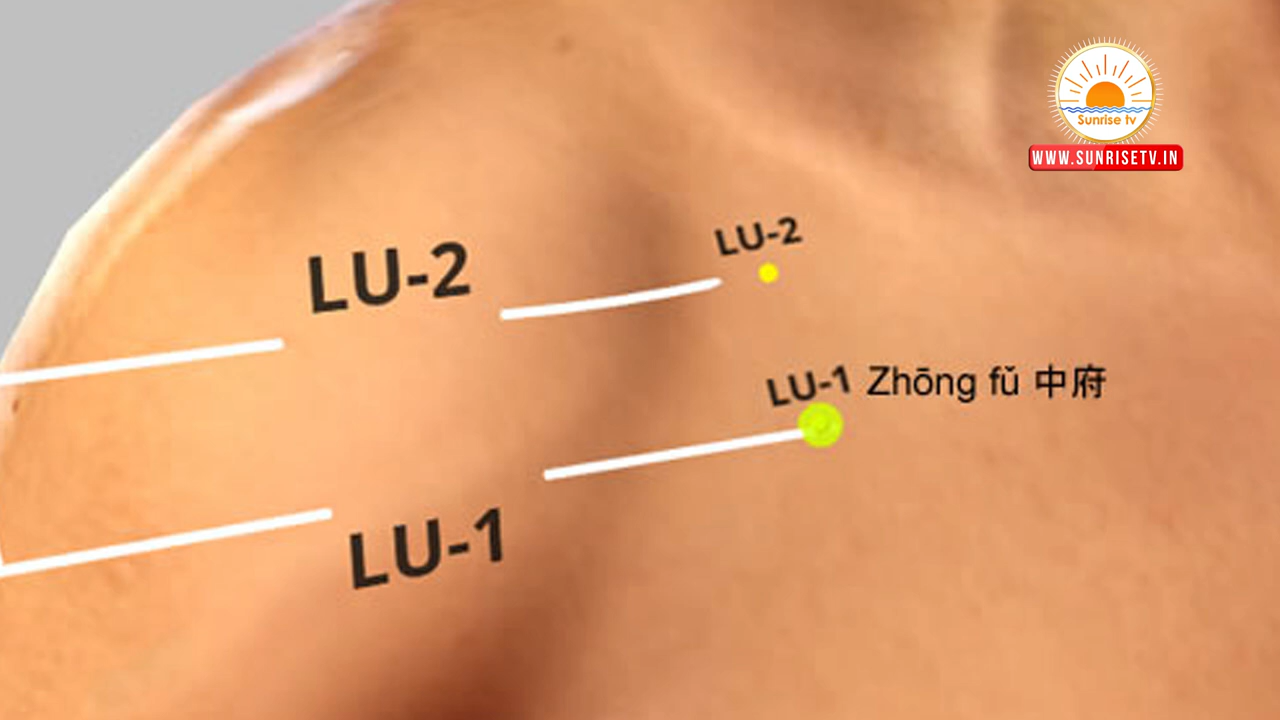 Sunrise tv
WWW.SUNRISETV.IN
LU-2
LU-2
LU-1 Zhōng fǔ 中府
LU-1